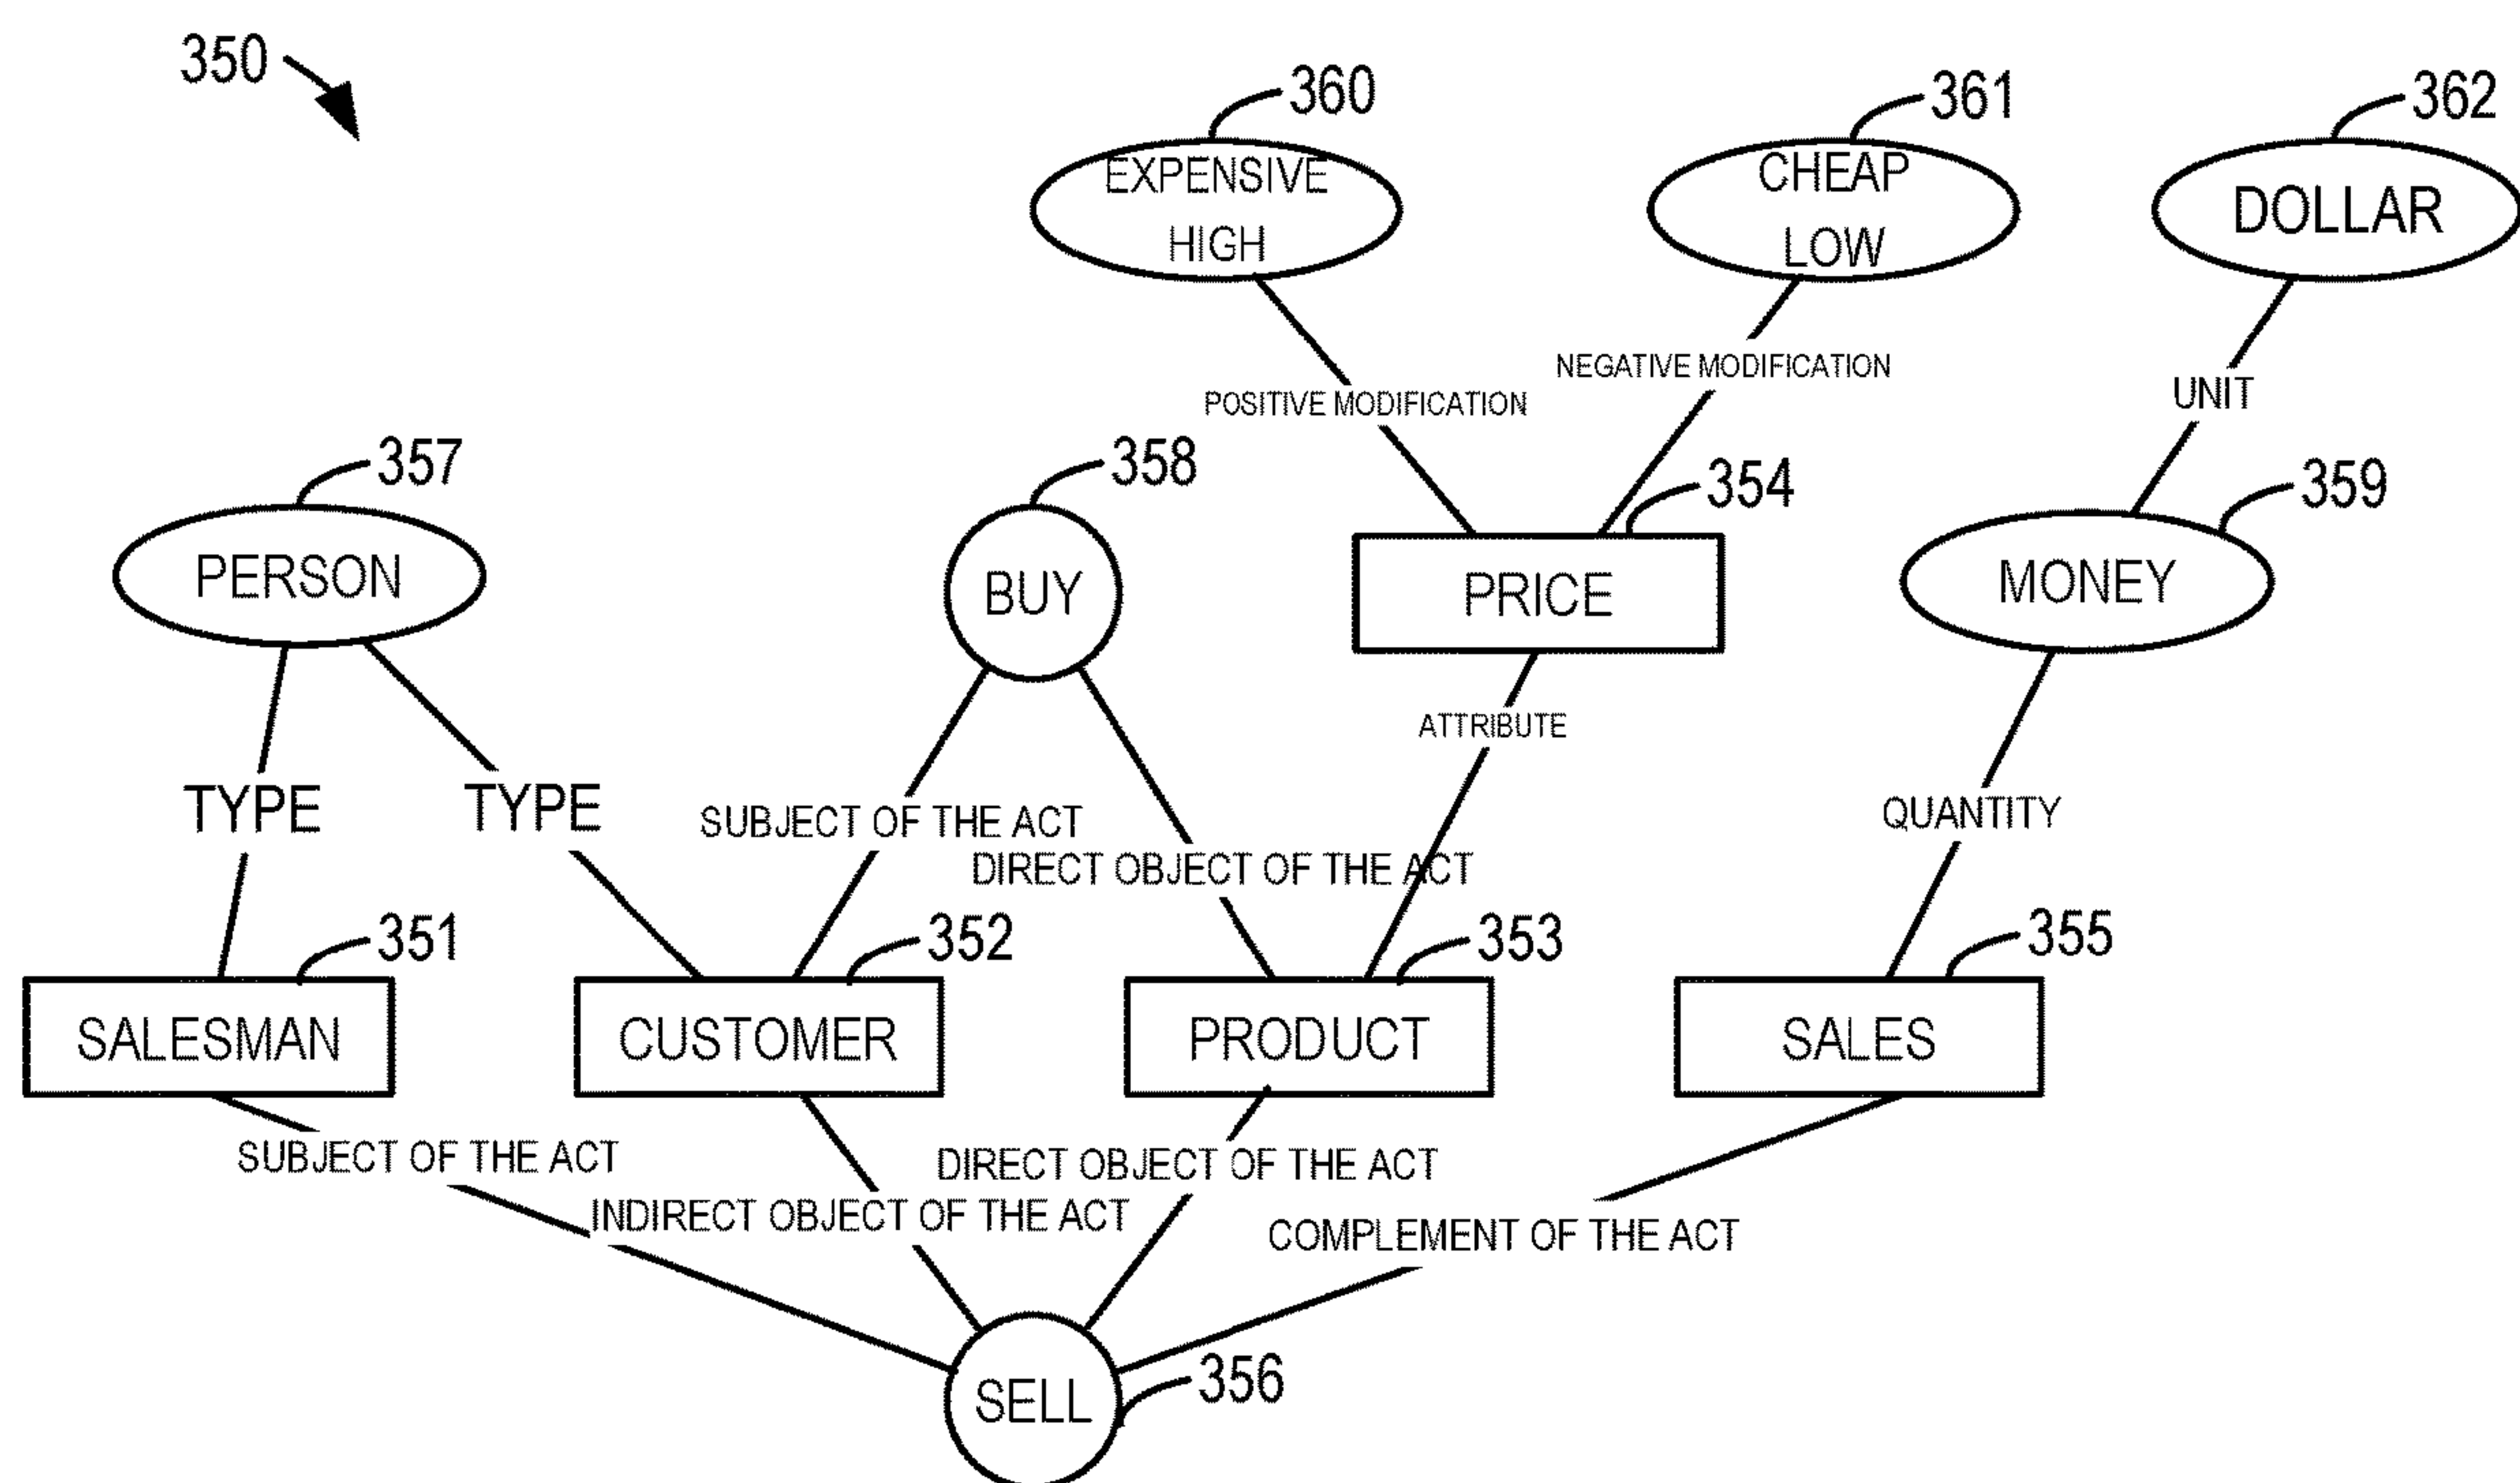 350
360
361
362
EXPENSIVE
HIGH
CHEAP
LOW
DOLLAR
NEGATIVE MODIFICATION
POSITIVE MODIFICATION
UNIT
357
358
354
359
PERSON
BUY
PRICE
MONEY
ATTRIBUTE
TYPE
TYPE
SUBJECT OF THE ACT
QUANTITY
DIRECT OBJECT OF THE ACT
351
352
353
355
SALESMAN
CUSTOMER
PRODUCT
SALES
SUBJECT OF THE ACT
DIRECT OBJECT OF THE ACT
INDIRECT OBJECT OF THE ACT
COMPLEMENT OF THE ACT
SELL
356